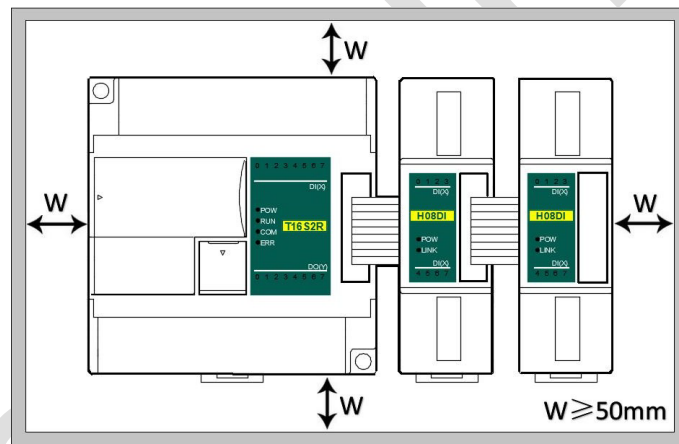 W
0 1 2 3 4 5 6 7
DI(X)
POW
RUN
COM
ERR
T16S2R
DO(Y)
0 1 2 3 4 5 6 7
0 1 2 3
DI(X)
H08DI
POW
LINK
DI(X)
4 5 6 7
0 1 2 3
DI(X)
H08DI
POW
LINK
DI(X)
4 5 6 7
W
W
W
W≥50mm